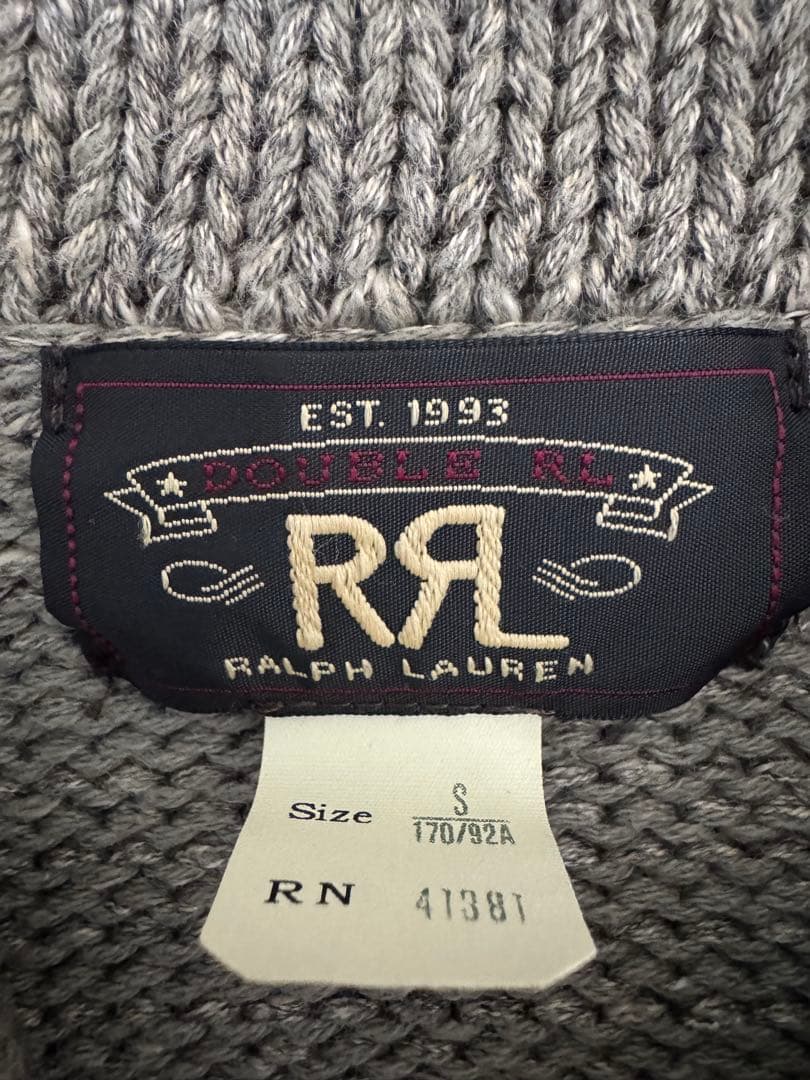 EST. 1993
DOUBLE RL
RRL
RALPH LAUREN
Size S
170/92A
RN 41381